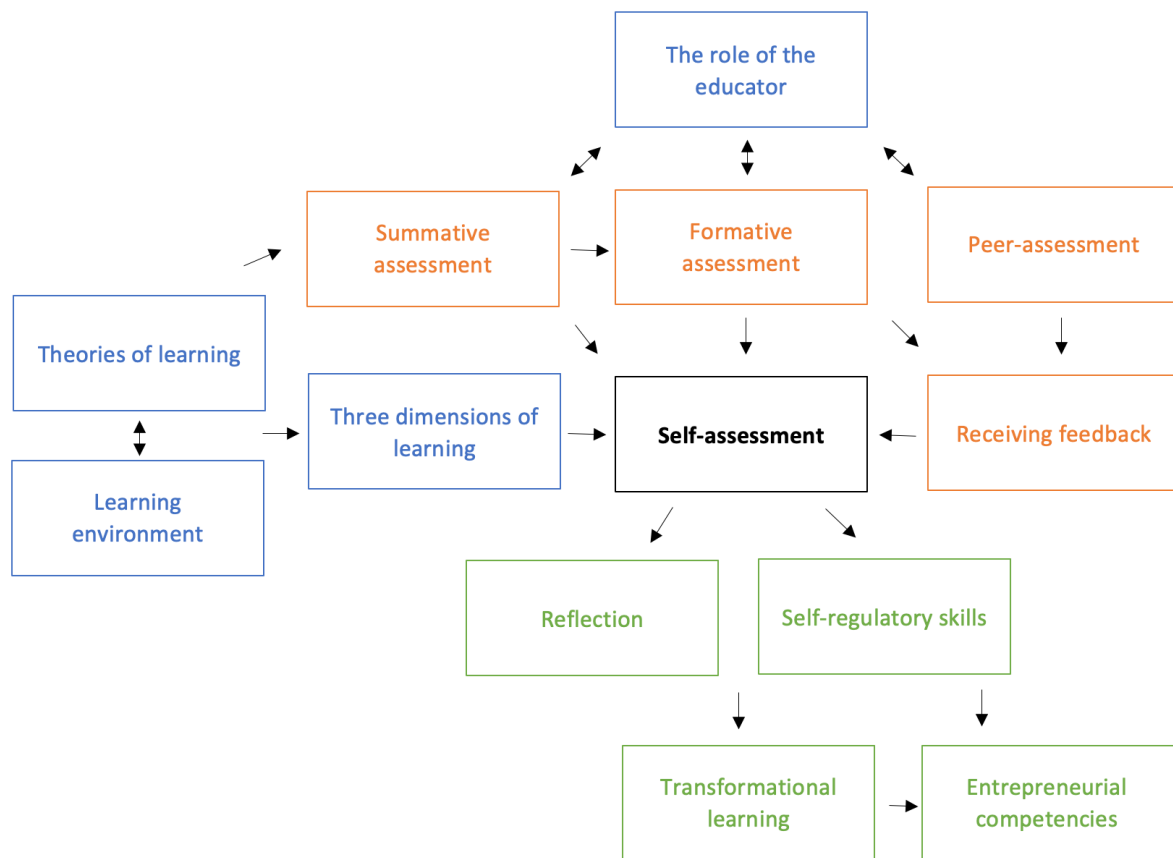 The role of the
educator
Summative
assessment
Formative
assessment
Peer-assessment
Theories of learning
Three dimensions of
learning
Self-assessment
Receiving feedback
Learning
environment
Reflection
Self-regulatory skills
Transformational
learning
Entrepreneurial
competencies